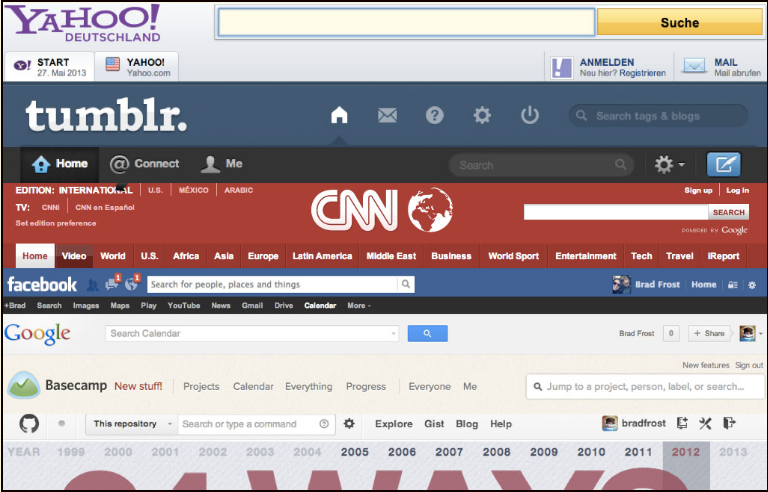 YAHOO!
DEUTSCHLAND
Suche
START
27. Mai 2013
YAHOO!
Yahoo.com
ANMELDEN
Neu hier? Registrieren
MAIL
Mail abrufen
tumblr.
Search tags & blogs
Home
Connect
Me
Search
EDITION: INTERNATIONAL U.S. MÉXICO ARABIC
TV: CNNi CNN en Español
Set edition preference
CNN
Sign up Log in
SEARCH
POWERED BY Google
Home Video World U.S. Africa Asia Europe Latin America Middle East Business World Sport Entertainment Tech Travel iReport
facebook 1 1 Search for people, places and things Brad Frost Home
+Brad Search Images Maps Play YouTube News Gmail Drive Calendar More
Google Search Calendar Brad Frost 0 + Share
New features Sign out
Basecamp New stuff! Projects Calendar Everything Progress Everyone Me Jump to a project, person, label, or search...
This repository Search or type a command Explore Gist Blog Help bradfrost
YEAR 1999 2000 2001 2002 2003 2004 2005 2006 2007 2008 2009 2010 2011 2012 2013
24 WAYS